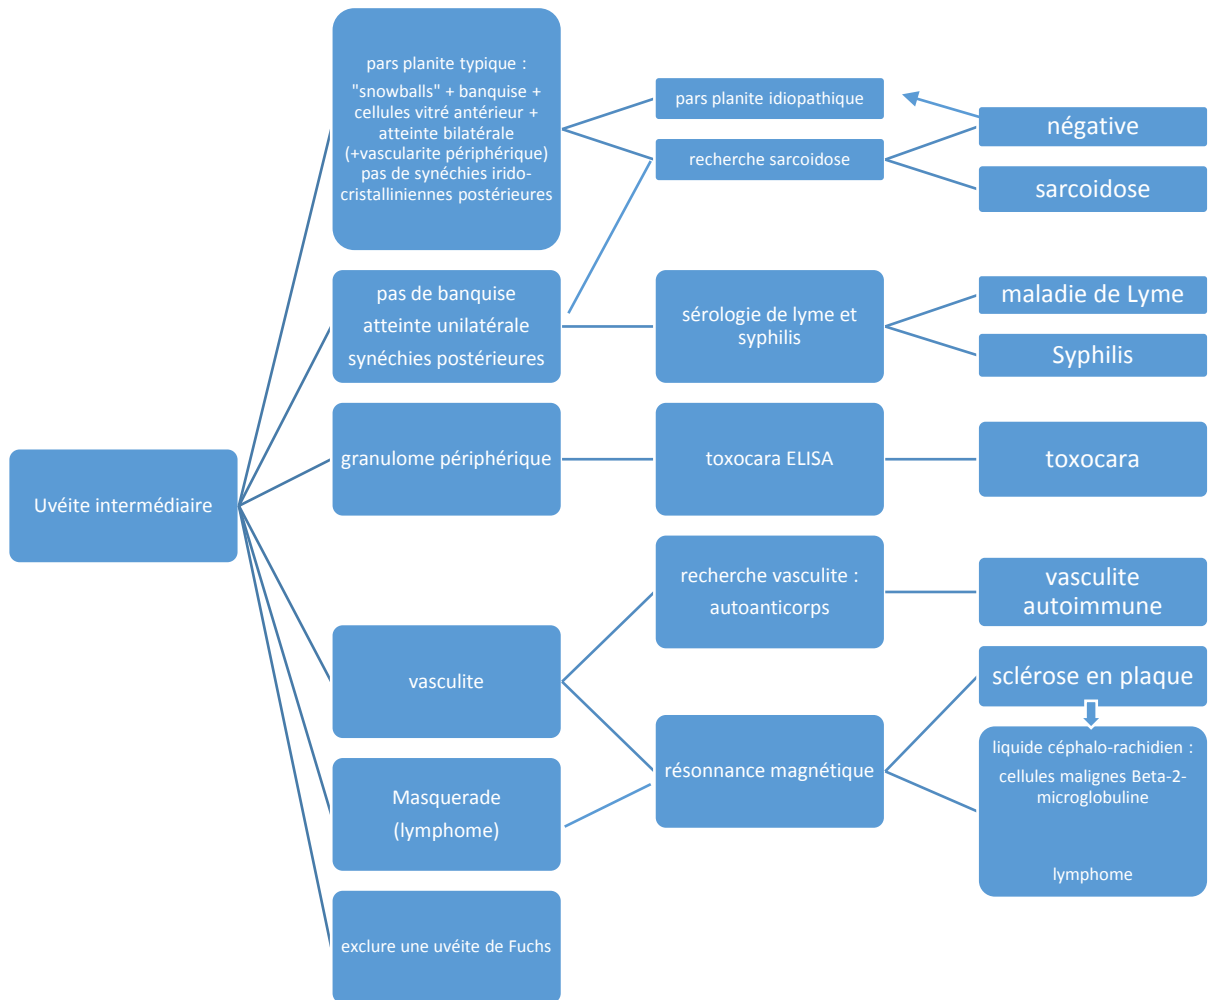 Uvéite intermédiaire
pars planite typique :
"snowballs" + banquise +
cellules vitré antérieur +
atteinte bilatérale
(+vascularite périphérique)
pas de synéchies irido-
cristalliniennes postérieures
pars planite idiopathique
recherche sarcoidose
négative
sarcoidose
pas de banquise
atteinte unilatérale
synéchies postérieures
sérologie de lyme et
syphilis
maladie de Lyme
Syphilis
granulome périphérique
toxocara ELISA
toxocara
vasculite
recherche vasculite :
autoanticorps
vasculite
autoimmune
résonnance magnétique
sclérose en plaque
liquide céphalo-rachidien :
cellules malignes Beta-2-
microglobuline
lymphome
Masquerade
(lymphome)
exclure une uvéite de Fuchs